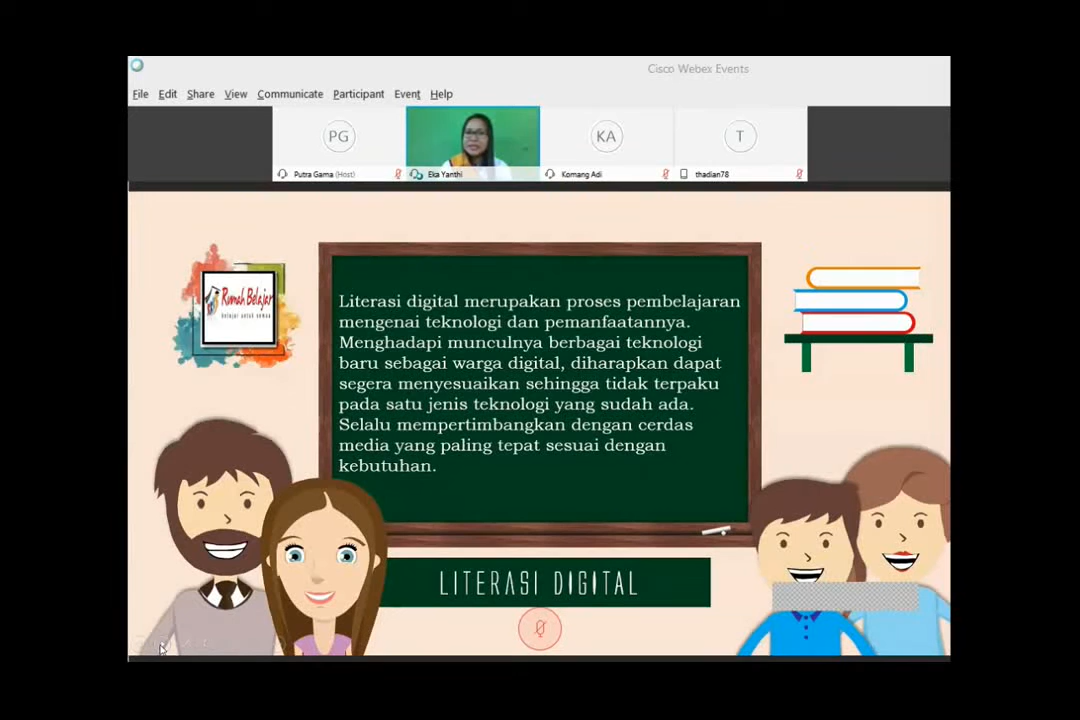 Cisco Webex Events
File Edit Share View Communicate Participant Event Help
PG
KA
T
Putra Gama (Host)
Eka Yanthi
Komang Adi
thadian78
Rumah Belajar
belajar untuk semua
Literasi digital merupakan proses pembelajaran
mengenai teknologi dan pemanfaatannya.
Menghadapi munculnya berbagai teknologi
baru sebagai warga digital, diharapkan dapat
segera menyesuaikan sehingga tidak terpaku
pada satu jenis teknologi yang sudah ada.
Selalu mempertimbangkan dengan cerdas
media yang paling tepat sesuai dengan
kebutuhan.
LITERASI DIGITAL